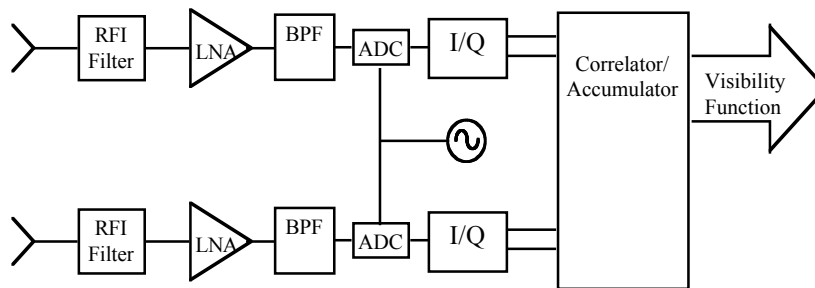 RFI
Filter
LNA
BPF
ADC
I/Q
Correlator/
Accumulator
Visibility
Function
RFI
Filter
LNA
BPF
ADC
I/Q